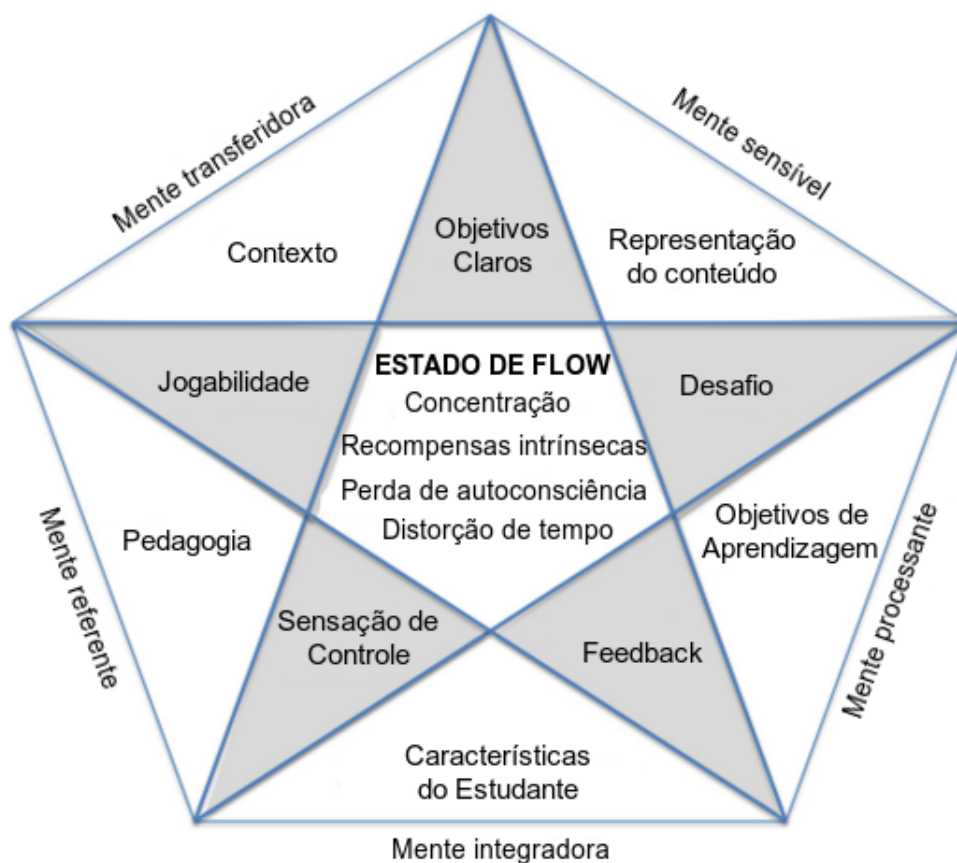 Mente transferidora
Mente sensível
Contexto
Objetivos
Claros
Representação
do conteúdo
Jogabilidade
ESTADO DE FLOW
Concentração
Recompensas intrínsecas
Perda de autoconsciência
Distorção de tempo
Desafio
Mente referente
Pedagogia
Objetivos de
Aprendizagem
Mente processante
Sensação de
Controle
Feedback
Características
do Estudante
Mente integradora